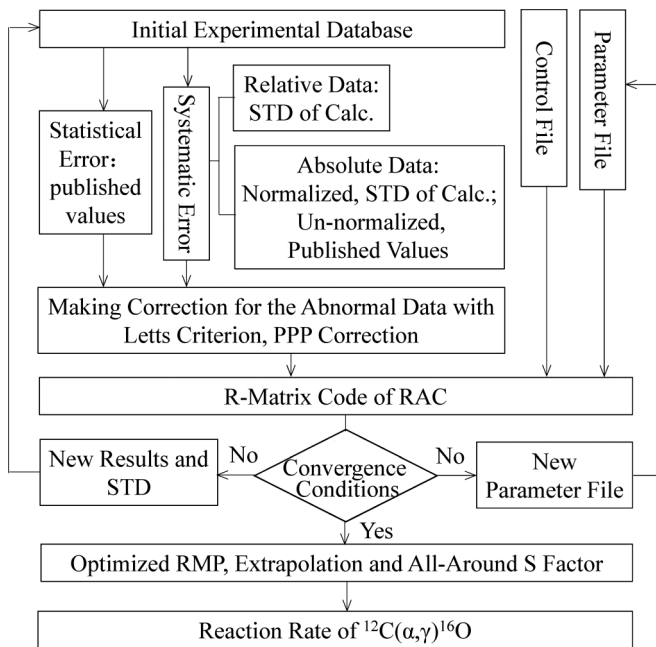 Initial Experimental Database
Control File
Parameter File
Statistical
Error：
published
values
Systematic Error
Relative Data:
STD of Calc.
Absolute Data:
Normalized, STD of Calc.;
Un-normalized,
Published Values
Making Correction for the Abnormal Data with
Letts Criterion, PPP Correction
R-Matrix Code of RAC
New Results and
STD
No
Convergence
Conditions
No
New
Parameter File
Yes
Optimized RMP, Extrapolation and All-Around S Factor
Reaction Rate of ¹²C(α,γ)¹⁶O